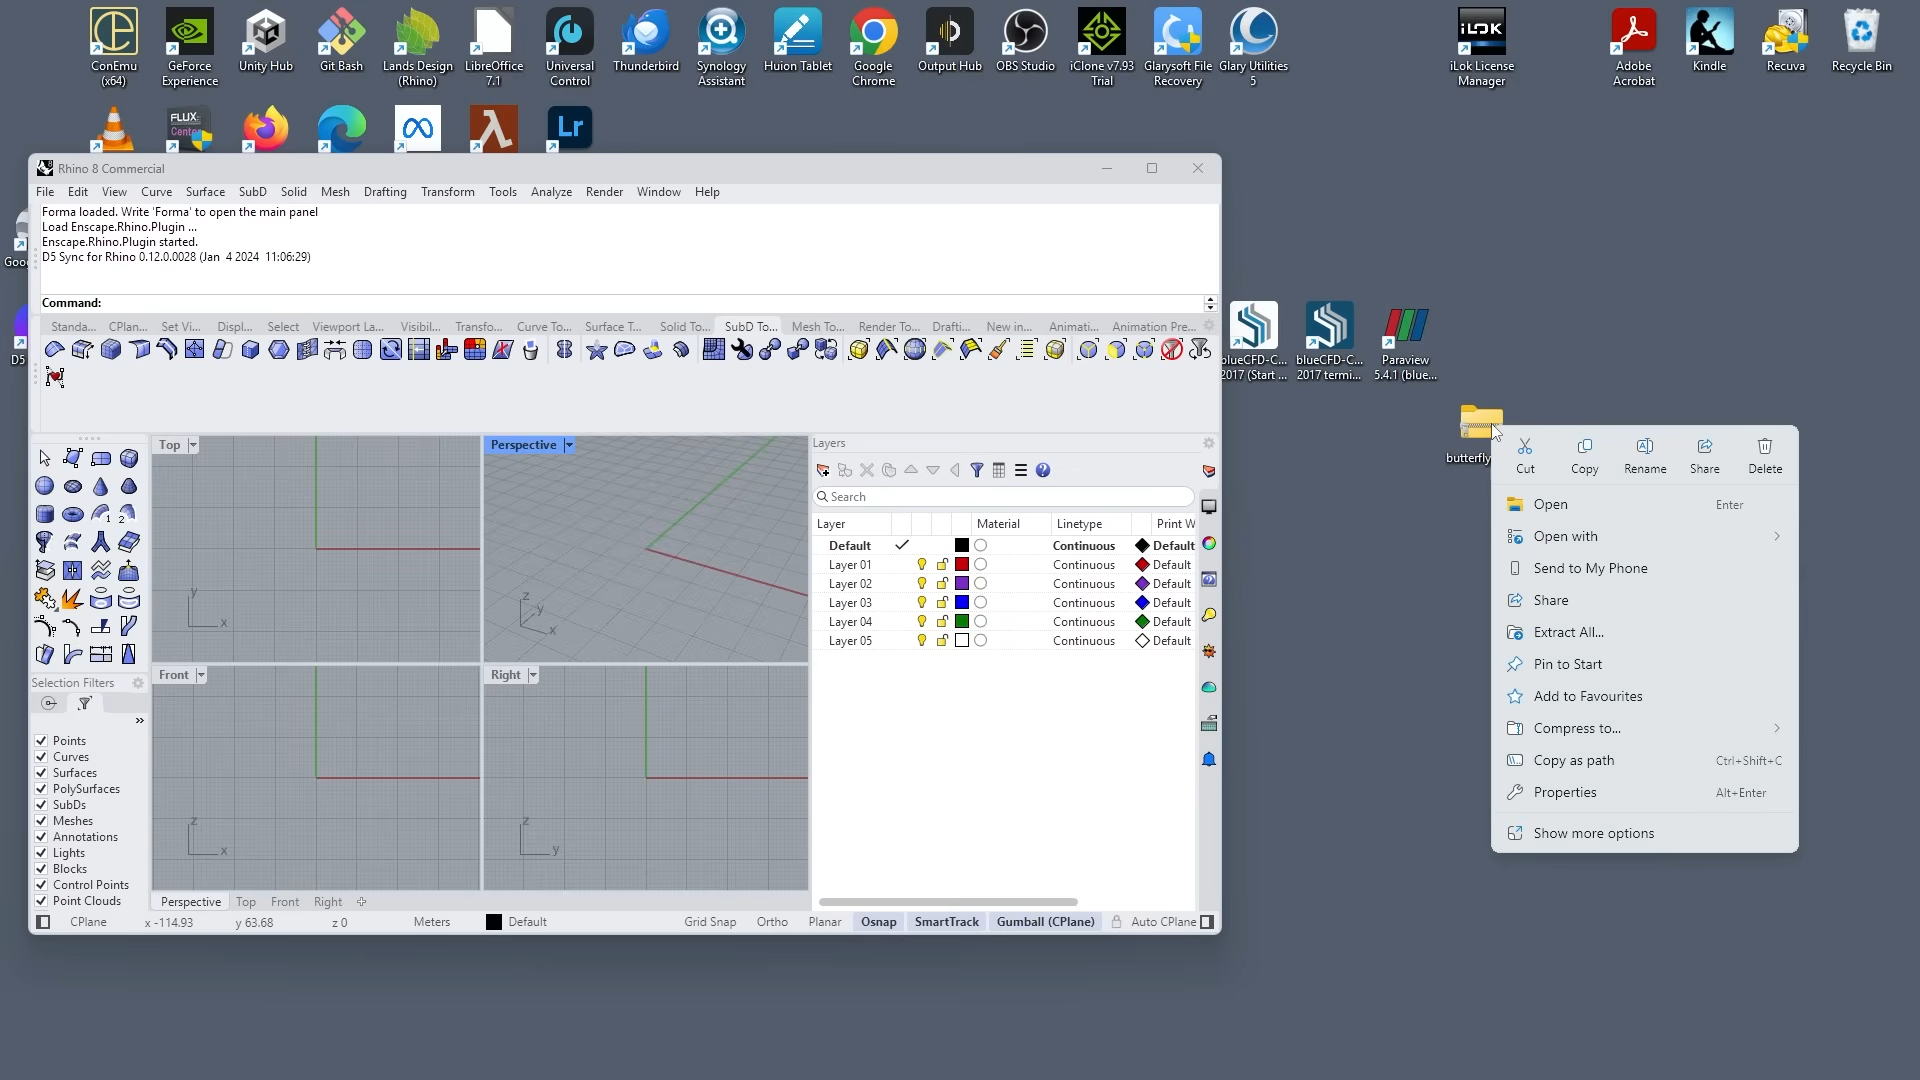 ConEmu (x64)
GeForce Experience
Unity Hub
Git Bash
Lands Design (Rhino)
LibreOffice 7.1
Universal Control
Thunderbird
Synology Assistant
Huion Tablet
Google Chrome
Output Hub
OBS Studio
iClone v7.93 Trial
Glarysoft File Recovery
Glary Utilities 5
iLOK
iLok License Manager
Adobe Acrobat
Kindle
Recuva
Recycle Bin
FLUX
Center
Lr
Rhino 8 Commercial
File Edit View Curve Surface SubD Solid Mesh Drafting Transform Tools Analyze Render Window Help
Forma loaded. Write 'Forma' to open the main panel
Load Enscape.Rhino.Plugin ...
Enscape.Rhino.Plugin started.
D5 Sync for Rhino 0.12.0.0028 (Jan  4 2024  11:06:29)
Command:
Standa... CPlan... Set Vi... Displ... Select Viewport La... Visibil... Transfo... Curve To... Surface T... Solid To... SubD To... Mesh To... Render To... Drafti... New in... Animati... Animation Pre...
Goo
D5
blueCFD-C... 2017 (Start ...
blueCFD-C... 2017 termi...
Paraview 5.4.1 (blue...
butterfly
Top
Perspective
Front
Right
Layers
Search
Layer Material Linetype Print W
Default Continuous Default
Layer 01 Continuous Default
Layer 02 Continuous Default
Layer 03 Continuous Default
Layer 04 Continuous Default
Layer 05 Continuous Default
y
x
z
y
x
z
x
z
y
1
2
Selection Filters
Points
Curves
Surfaces
PolySurfaces
SubDs
Meshes
Annotations
Lights
Blocks
Control Points
Point Clouds
Perspective Top Front Right
CPlane x -114.93 y 63.68 z 0 Meters Default Grid Snap Ortho Planar Osnap SmartTrack Gumball (CPlane) Auto CPlane
Cut Copy Rename Share Delete
Open Enter
Open with
Send to My Phone
Share
Extract All...
Pin to Start
Add to Favourites
Compress to...
Copy as path Ctrl+Shift+C
Properties Alt+Enter
Show more options